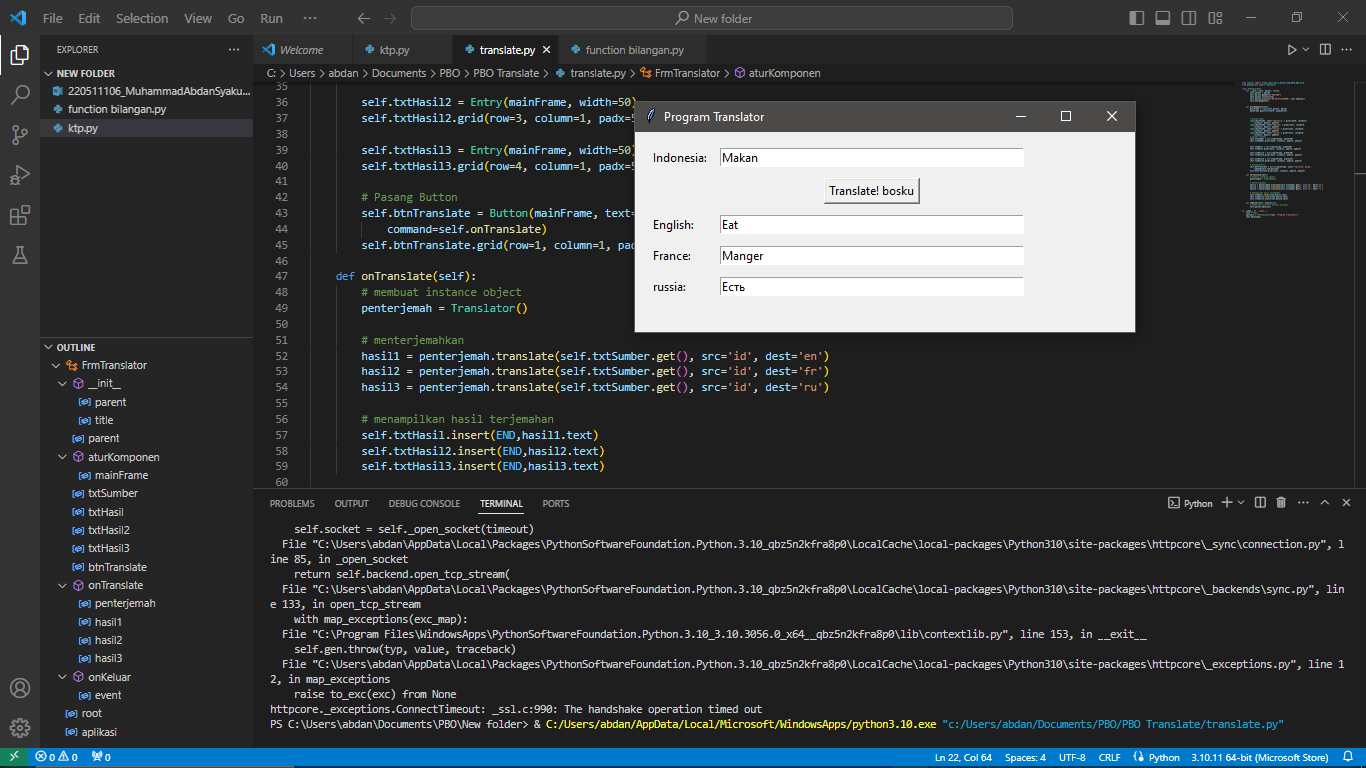 File Edit Selection View Go Run ··· New folder
EXPLORER ···
NEW FOLDER
220511106_MuhammadAbdanSyaku...
function bilangan.py
ktp.py
OUTLINE
FrmTranslator
__init__
parent
title
parent
aturKomponen
mainFrame
txtSumber
txtHasil
txtHasil2
txtHasil3
btnTranslate
onTranslate
penterjemah
hasil1
hasil2
hasil3
onKeluar
event
root
aplikasi
Welcome ktp.py translate.py function bilangan.py
C: > Users > abdan > Documents > PBO > PBO Translate > translate.py > FrmTranslator > aturKomponen
35
36 self.txtHasil2 = Entry(mainFrame, width=50)
37 self.txtHasil2.grid(row=3, column=1, padx=5
38
39 self.txtHasil3 = Entry(mainFrame, width=50)
40 self.txtHasil3.grid(row=4, column=1, padx=5
41
42 # Pasang Button
43 self.btnTranslate = Button(mainFrame, text=
44 command=self.onTranslate)
45 self.btnTranslate.grid(row=1, column=1, pad
46
47 def onTranslate(self):
48 # membuat instance object
49 penterjemah = Translator()
50
51 # menterjemahkan
52 hasil1 = penterjemah.translate(self.txtSumber.get(), src='id', dest='en')
53 hasil2 = penterjemah.translate(self.txtSumber.get(), src='id', dest='fr')
54 hasil3 = penterjemah.translate(self.txtSumber.get(), src='id', dest='ru')
55
56 # menampilkan hasil terjemahan
57 self.txtHasil.insert(END,hasil1.text)
58 self.txtHasil2.insert(END,hasil2.text)
59 self.txtHasil3.insert(END,hasil3.text)
60
Program Translator
Indonesia: Makan
Translate! bosku
English: Eat
France: Manger
russia: Есть
PROBLEMS OUTPUT DEBUG CONSOLE TERMINAL PORTS Python
self.socket = self._open_socket(timeout)
File "C:\Users\abdan\AppData\Local\Packages\PythonSoftwareFoundation.Python.3.10_qbz5n2kfra8p0\LocalCache\local-packages\Python310\site-packages\httpcore\_sync\connection.py", l
ine 85, in _open_socket
return self.backend.open_tcp_stream(
File "C:\Users\abdan\AppData\Local\Packages\PythonSoftwareFoundation.Python.3.10_qbz5n2kfra8p0\LocalCache\local-packages\Python310\site-packages\httpcore\_backends\sync.py", lin
e 133, in open_tcp_stream
with map_exceptions(exc_map):
File "C:\Program Files\WindowsApps\PythonSoftwareFoundation.Python.3.10_3.10.3056.0_x64__qbz5n2kfra8p0\lib\contextlib.py", line 153, in __exit__
self.gen.throw(typ, value, traceback)
File "C:\Users\abdan\AppData\Local\Packages\PythonSoftwareFoundation.Python.3.10_qbz5n2kfra8p0\LocalCache\local-packages\Python310\site-packages\httpcore\_exceptions.py", line 1
2, in map_exceptions
raise to_exc(exc) from None
httpcore._exceptions.ConnectTimeout: _ssl.c:990: The handshake operation timed out
PS C:\Users\abdan\Documents\PBO\New folder> & C:/Users/abdan/AppData/Local/Microsoft/WindowsApps/python3.10.exe "c:/Users/abdan/Documents/PBO/PBO Translate/translate.py"
0 0 0 Ln 22, Col 64 Spaces: 4 UTF-8 CRLF Python 3.10.11 64-bit (Microsoft Store)